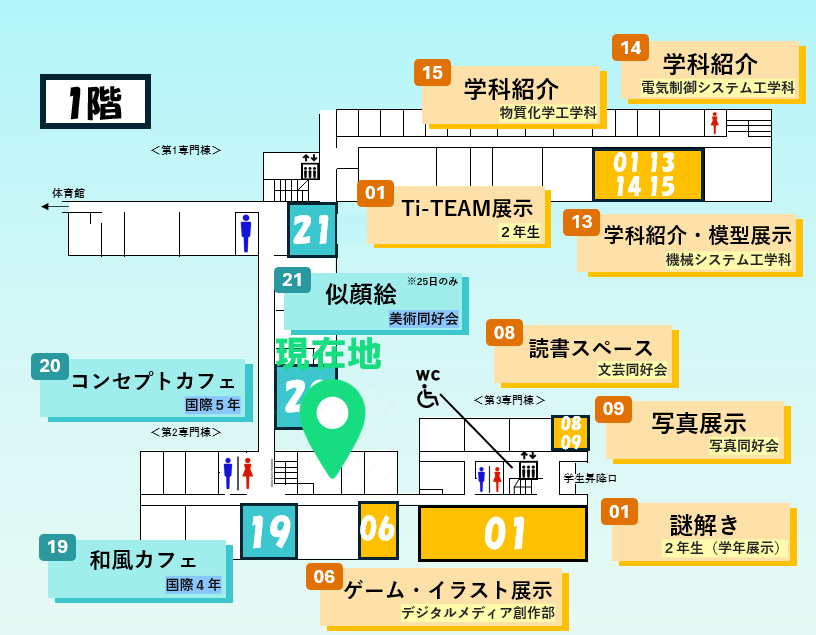 14
学科紹介
電気制御システム工学科
15
学科紹介
物質化学工学科
1階
＜第1専門棟＞
体育館
01 13
14 15
01
Ti-TEAM展示
２年生
13
学科紹介・模型展示
機械システム工学科
21
21
※25日のみ
似顔絵
美術同好会
08
読書スペース
文芸同好会
現在地
20
コンセプトカフェ
国際５年
WC
＜第3専門棟＞
09
写真展示
写真同好会
08
09
＜第2専門棟＞
学生昇降口
01
謎解き
２年生（学年展示）
19
06
01
19
和風カフェ
国際４年
06
ゲーム・イラスト展示
デジタルメディア創作部